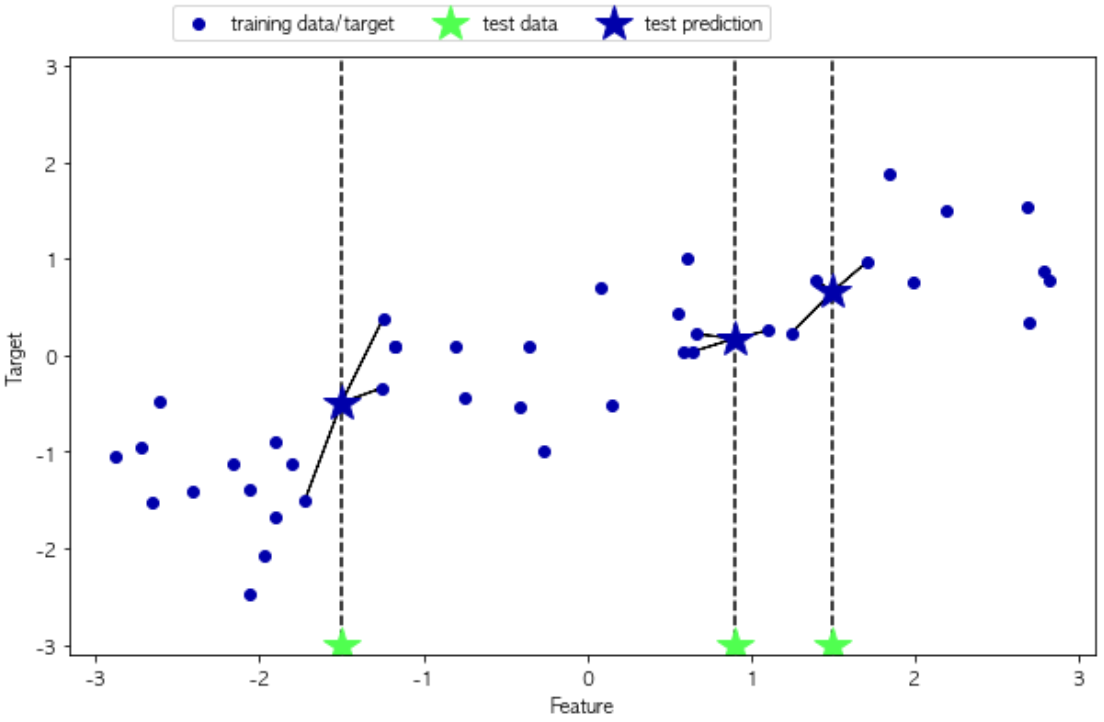 training data/target test data test prediction
3
2
1
0
-1
-2
-3
Target
-3 -2 -1 0 1 2 3
Feature